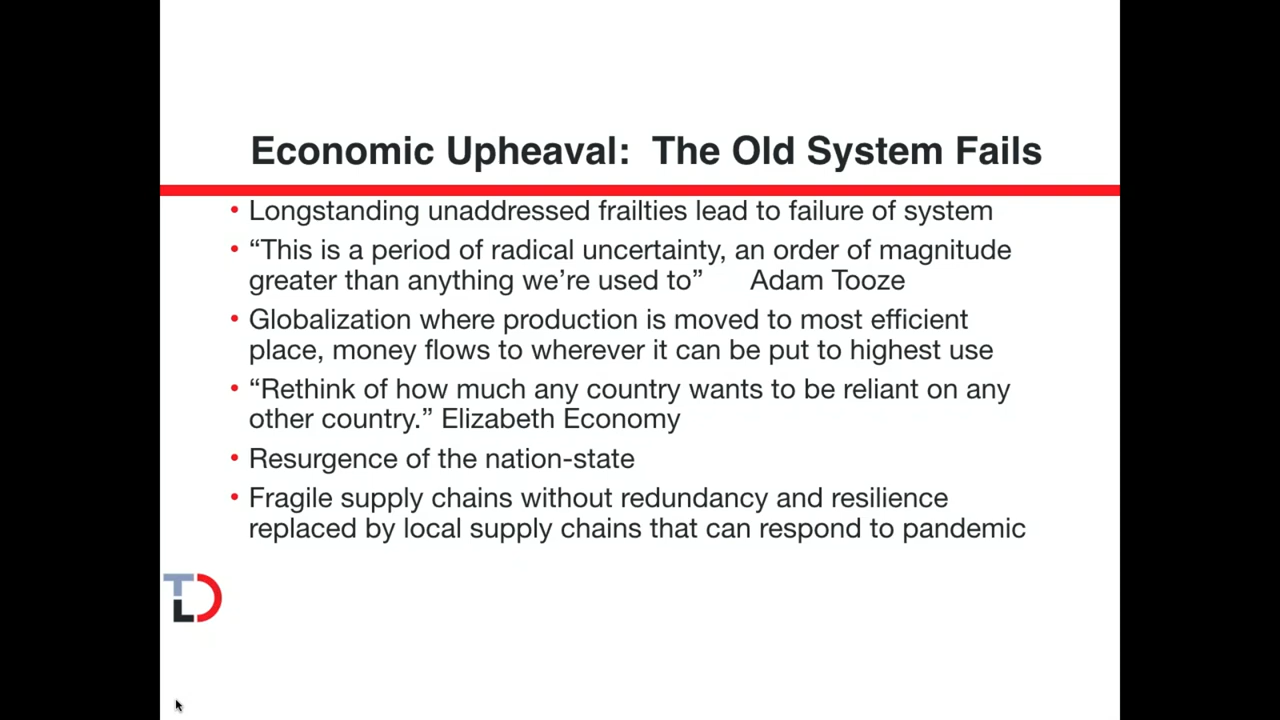 Economic Upheaval:  The Old System Fails
• Longstanding unaddressed frailties lead to failure of system
• “This is a period of radical uncertainty, an order of magnitude
greater than anything we’re used to”      Adam Tooze
• Globalization where production is moved to most efficient
place, money flows to wherever it can be put to highest use
• “Rethink of how much any country wants to be reliant on any
other country.” Elizabeth Economy
• Resurgence of the nation-state
• Fragile supply chains without redundancy and resilience
replaced by local supply chains that can respond to pandemic
TLD